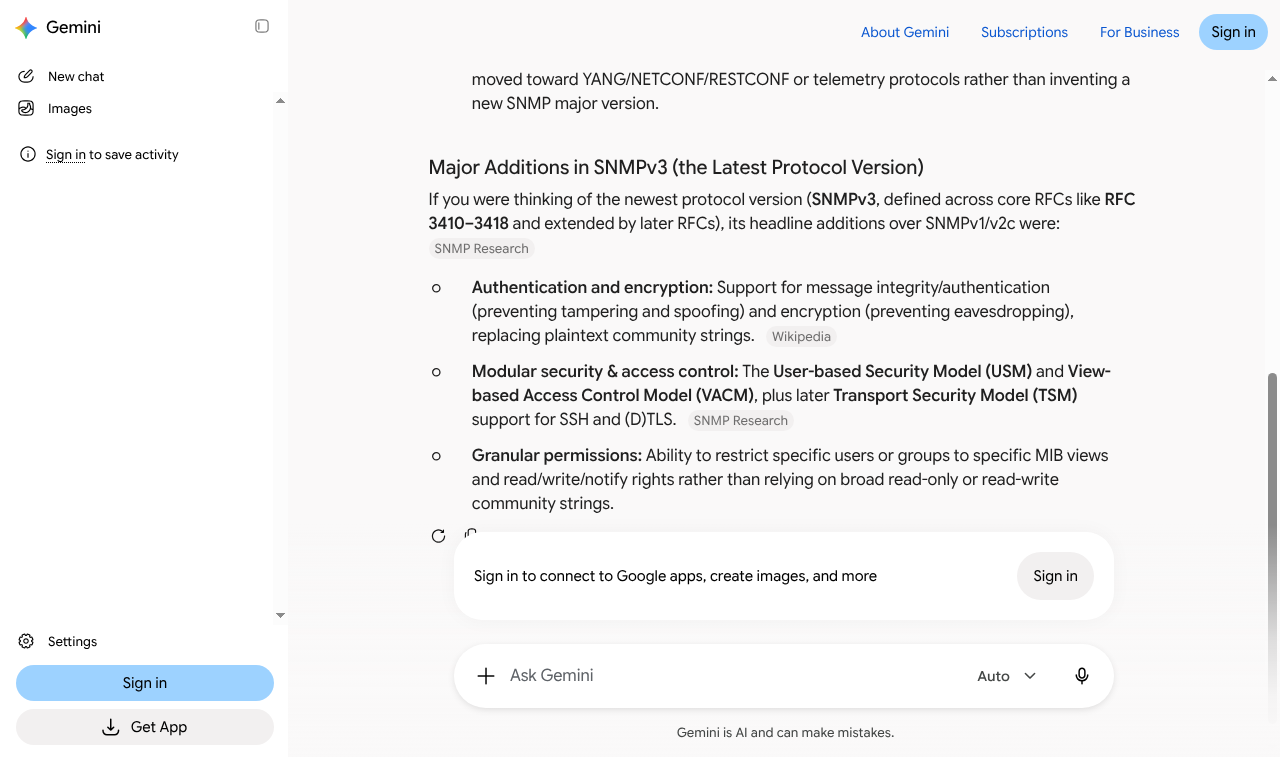 Gemini
New chat
Images
Sign in to save activity
Settings
Sign in
Get App
About Gemini
Subscriptions
For Business
Sign in
moved toward YANG/NETCONF/RESTCONF or telemetry protocols rather than inventing a
new SNMP major version.
Major Additions in SNMPv3 (the Latest Protocol Version)
If you were thinking of the newest protocol version (SNMPv3, defined across core RFCs like RFC
3410–3418 and extended by later RFCs), its headline additions over SNMPv1/v2c were:
SNMP Research
Authentication and encryption: Support for message integrity/authentication
(preventing tampering and spoofing) and encryption (preventing eavesdropping),
replacing plaintext community strings. Wikipedia
Modular security & access control: The User-based Security Model (USM) and View-
based Access Control Model (VACM), plus later Transport Security Model (TSM)
support for SSH and (D)TLS. SNMP Research
Granular permissions: Ability to restrict specific users or groups to specific MIB views
and read/write/notify rights rather than relying on broad read-only or read-write
community strings.
Sign in to connect to Google apps, create images, and more
Sign in
Ask Gemini
Auto
Gemini is AI and can make mistakes.